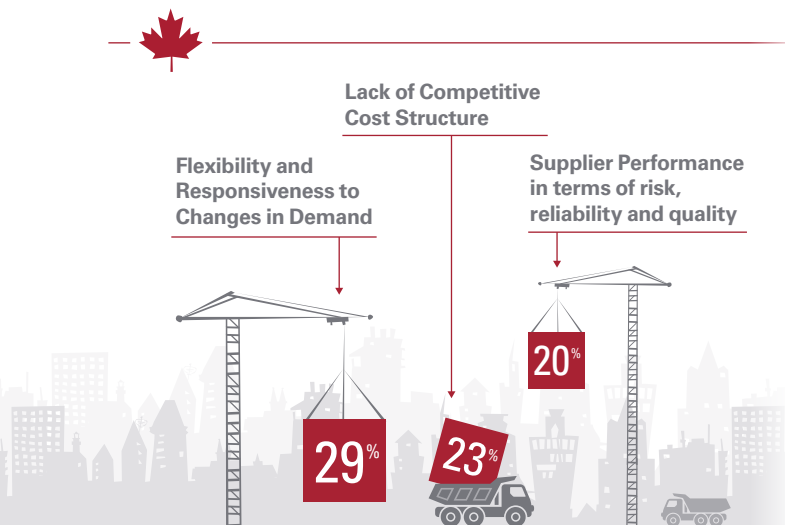 Lack of Competitive
Cost Structure
Flexibility and
Responsiveness to
Changes in Demand
Supplier Performance
in terms of risk,
reliability and quality
29%
23%
20%